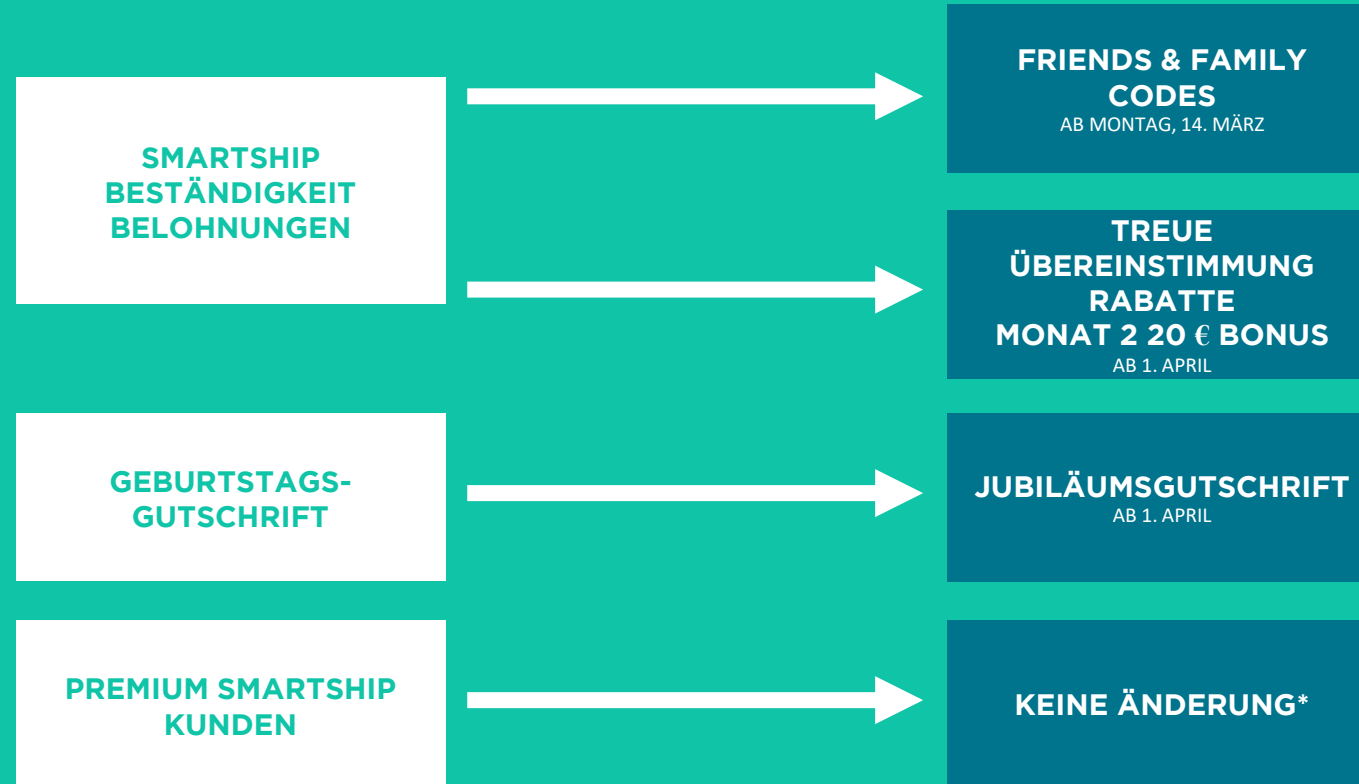 SMARTSHIP
BESTÄNDIGKEIT
BELOHNUNGEN
FRIENDS & FAMILY
CODES
AB MONTAG, 14. MÄRZ
TREUE
ÜBEREINSTIMMUNG
RABATTE
MONAT 2 20 € BONUS
AB 1. APRIL
GEBURTSTAGS-
GUTSCHRIFT
JUBILÄUMSGUTSCHRIFT
AB 1. APRIL
PREMIUM SMARTSHIP
KUNDEN
KEINE ÄNDERUNG*